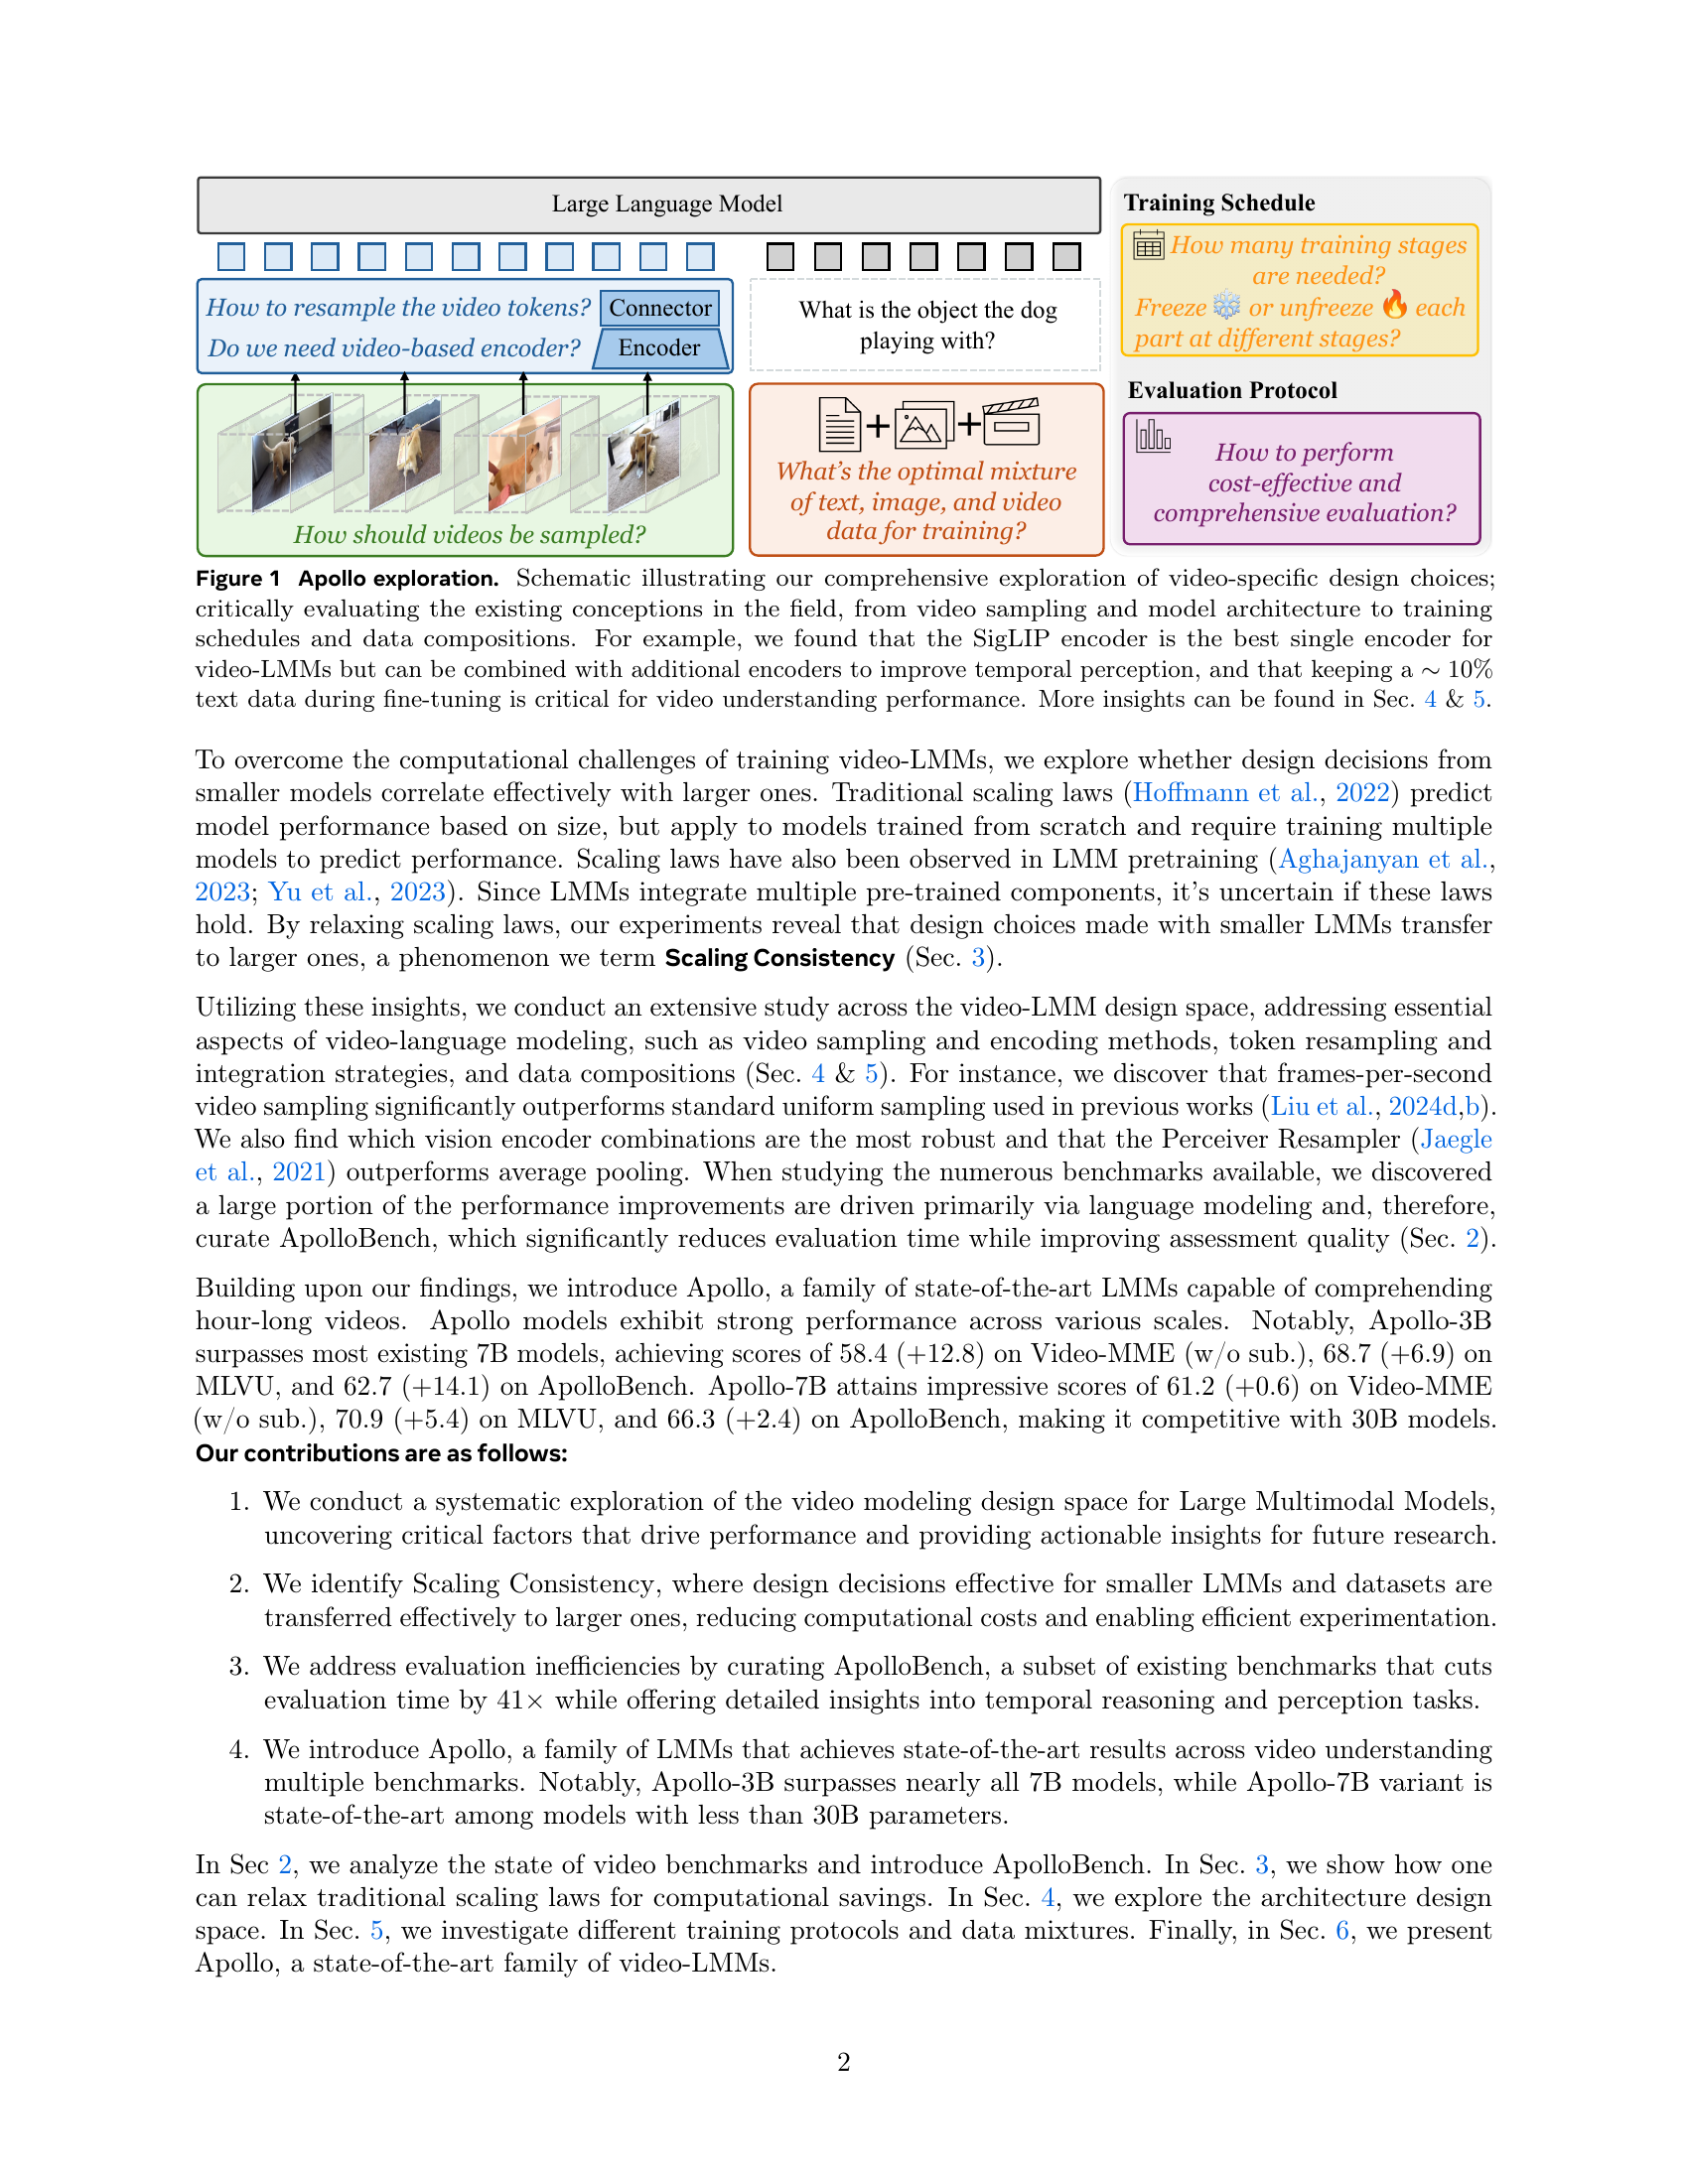 Large Language Model
How to resample the video tokens?
Connector
Do we need video-based encoder?
Encoder
How should videos be sampled?
What is the object the dog
playing with?
What's the optimal mixture
of text, image, and video
data for training?
Training Schedule
How many training stages
are needed?
Freeze ❄️ or unfreeze 🔥 each
part at different stages?
Evaluation Protocol
How to perform
cost-effective and
comprehensive evaluation?
Figure 1 Apollo exploration. Schematic illustrating our comprehensive exploration of video-specific design choices;
critically evaluating the existing conceptions in the field, from video sampling and model architecture to training
schedules and data compositions. For example, we found that the SigLIP encoder is the best single encoder for
video-LMMs but can be combined with additional encoders to improve temporal perception, and that keeping a ∼ 10%
text data during fine-tuning is critical for video understanding performance. More insights can be found in Sec. 4 & 5.
To overcome the computational challenges of training video-LMMs, we explore whether design decisions from
smaller models correlate effectively with larger ones. Traditional scaling laws (Hoffmann et al., 2022) predict
model performance based on size, but apply to models trained from scratch and require training multiple
models to predict performance. Scaling laws have also been observed in LMM pretraining (Aghajanyan et al.,
2023; Yu et al., 2023). Since LMMs integrate multiple pre-trained components, it's uncertain if these laws
hold. By relaxing scaling laws, our experiments reveal that design choices made with smaller LMMs transfer
to larger ones, a phenomenon we term Scaling Consistency (Sec. 3).
Utilizing these insights, we conduct an extensive study across the video-LMM design space, addressing essential
aspects of video-language modeling, such as video sampling and encoding methods, token resampling and
integration strategies, and data compositions (Sec. 4 & 5). For instance, we discover that frames-per-second
video sampling significantly outperforms standard uniform sampling used in previous works (Liu et al., 2024d,b).
We also find which vision encoder combinations are the most robust and that the Perceiver Resampler (Jaegle
et al., 2021) outperforms average pooling. When studying the numerous benchmarks available, we discovered
a large portion of the performance improvements are driven primarily via language modeling and, therefore,
curate ApolloBench, which significantly reduces evaluation time while improving assessment quality (Sec. 2).
Building upon our findings, we introduce Apollo, a family of state-of-the-art LMMs capable of comprehending
hour-long videos. Apollo models exhibit strong performance across various scales. Notably, Apollo-3B
surpasses most existing 7B models, achieving scores of 58.4 (+12.8) on Video-MME (w/o sub.), 68.7 (+6.9) on
MLVU, and 62.7 (+14.1) on ApolloBench. Apollo-7B attains impressive scores of 61.2 (+0.6) on Video-MME
(w/o sub.), 70.9 (+5.4) on MLVU, and 66.3 (+2.4) on ApolloBench, making it competitive with 30B models.
Our contributions are as follows:
1. We conduct a systematic exploration of the video modeling design space for Large Multimodal Models,
uncovering critical factors that drive performance and providing actionable insights for future research.
2. We identify Scaling Consistency, where design decisions effective for smaller LMMs and datasets are
transferred effectively to larger ones, reducing computational costs and enabling efficient experimentation.
3. We address evaluation inefficiencies by curating ApolloBench, a subset of existing benchmarks that cuts
evaluation time by 41× while offering detailed insights into temporal reasoning and perception tasks.
4. We introduce Apollo, a family of LMMs that achieves state-of-the-art results across video understanding
multiple benchmarks. Notably, Apollo-3B surpasses nearly all 7B models, while Apollo-7B variant is
state-of-the-art among models with less than 30B parameters.
In Sec 2, we analyze the state of video benchmarks and introduce ApolloBench. In Sec. 3, we show how one
can relax traditional scaling laws for computational savings. In Sec. 4, we explore the architecture design
space. In Sec. 5, we investigate different training protocols and data mixtures. Finally, in Sec. 6, we present
Apollo, a state-of-the-art family of video-LMMs.
2